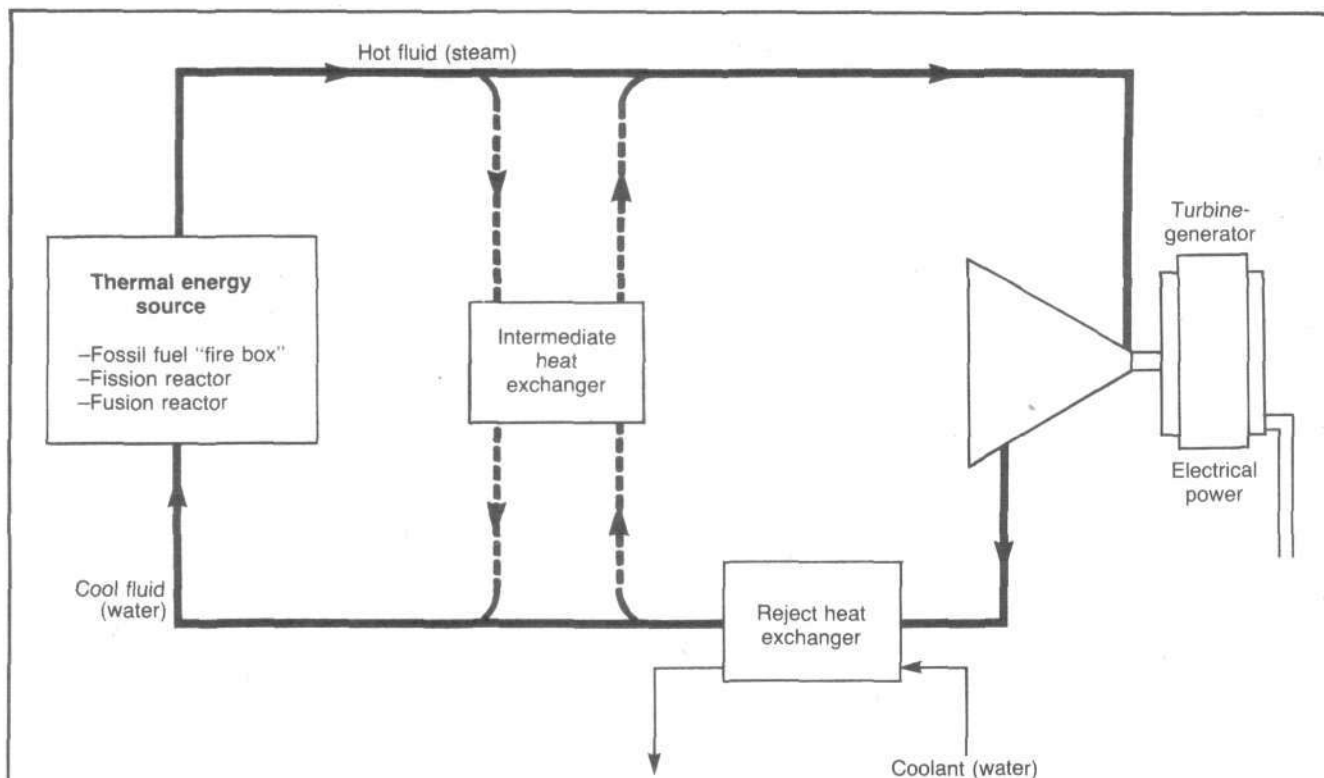 Hot fluid (steam)
Thermal energy
source
–Fossil fuel "fire box"
–Fission reactor
–Fusion reactor
Intermediate
heat
exchanger
Turbine-
generator
Electrical
power
Cool fluid
(water)
Reject heat
exchanger
Coolant (water)